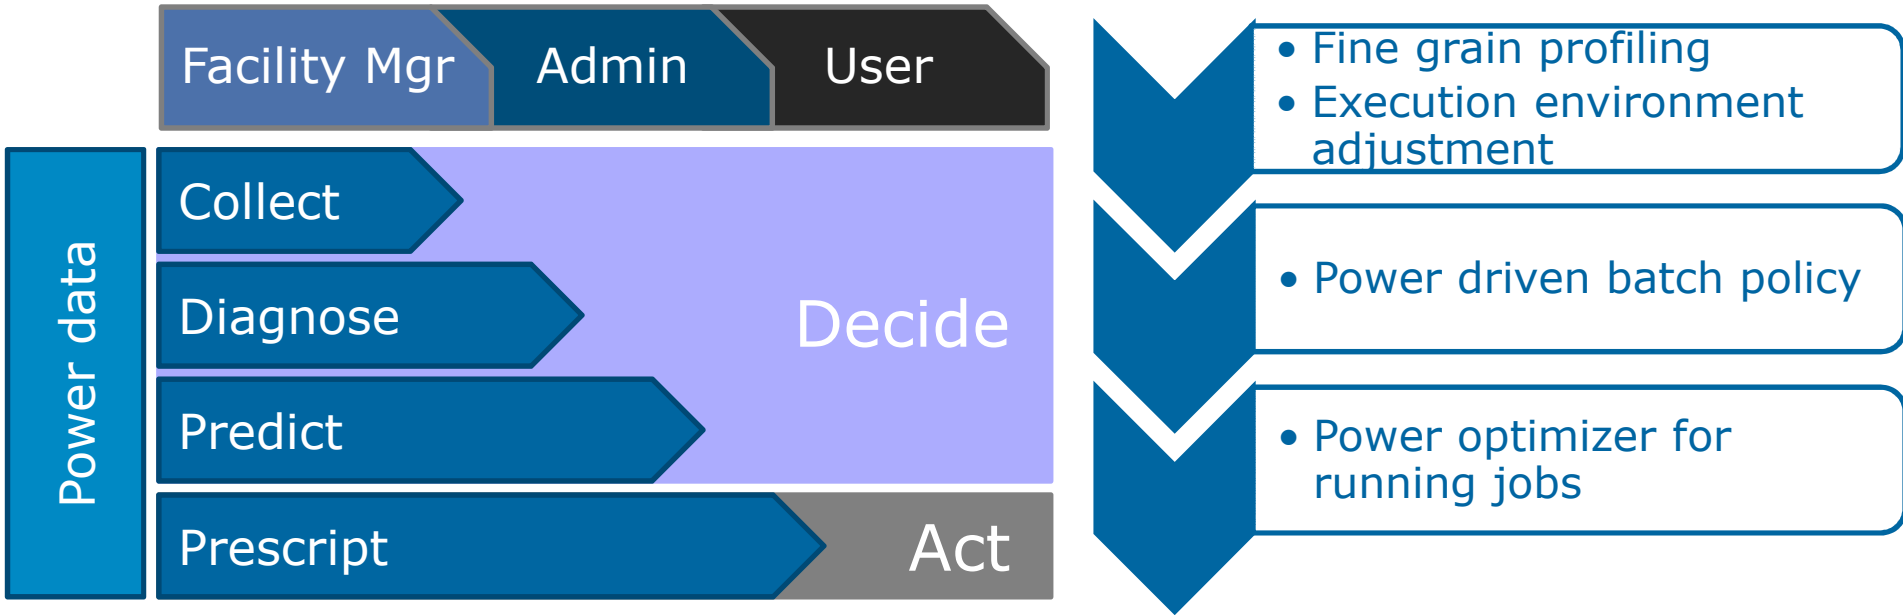 Facility Mgr
Admin
User
Power data
Collect
Diagnose
Predict
Prescript
Decide
Act
• Fine grain profiling
• Execution environment
adjustment
• Power driven batch policy
• Power optimizer for
running jobs